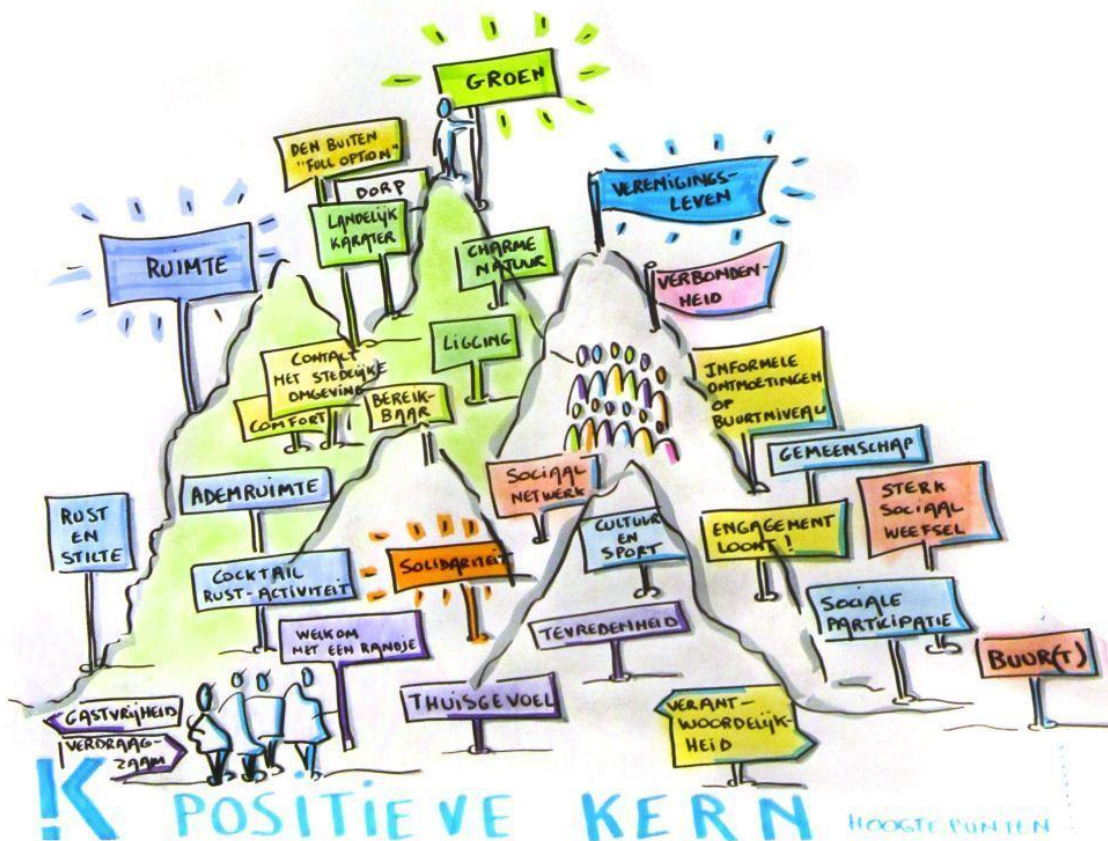 GROEN
DEN BUITEN
"FULL OPTION"
DORP
LANDELIJK
KARATER
VERENIGINGS-
LEVEN
RUIMTE
CHARME
NATUUR
VERBONDEN-
HEID
LIGGING
CONTACT
MET STEDELIJKE
OMGEVING
COMFORT
BEREIK-
BAAR
INFORMELE
ONTMOETINGEN
OP
BUURTNIVEAU
GEMEENSCHAP
RUST
EN
STILTE
ADEMRUIMTE
SOCIAAL
NETWERK
CULTUUR
EN
SPORT
ENGAGEMENT
LOONT!
STERK
SOCIAAL
WEEFSEL
COCKTAIL
RUST-ACTIVITEIT
SOLIDARITEIT
SOCIALE
PARTICIPATIE
WELKOM
MET EEN RANDJE
TEVREDENHEID
BUUR(T)
GASTVRIJHEID
VERDRAAG-
ZAAM
THUISGEVOEL
VERANT-
WOORDELIJK-
HEID
!K POSITIEVE KERN HOOGTEPUNTEN